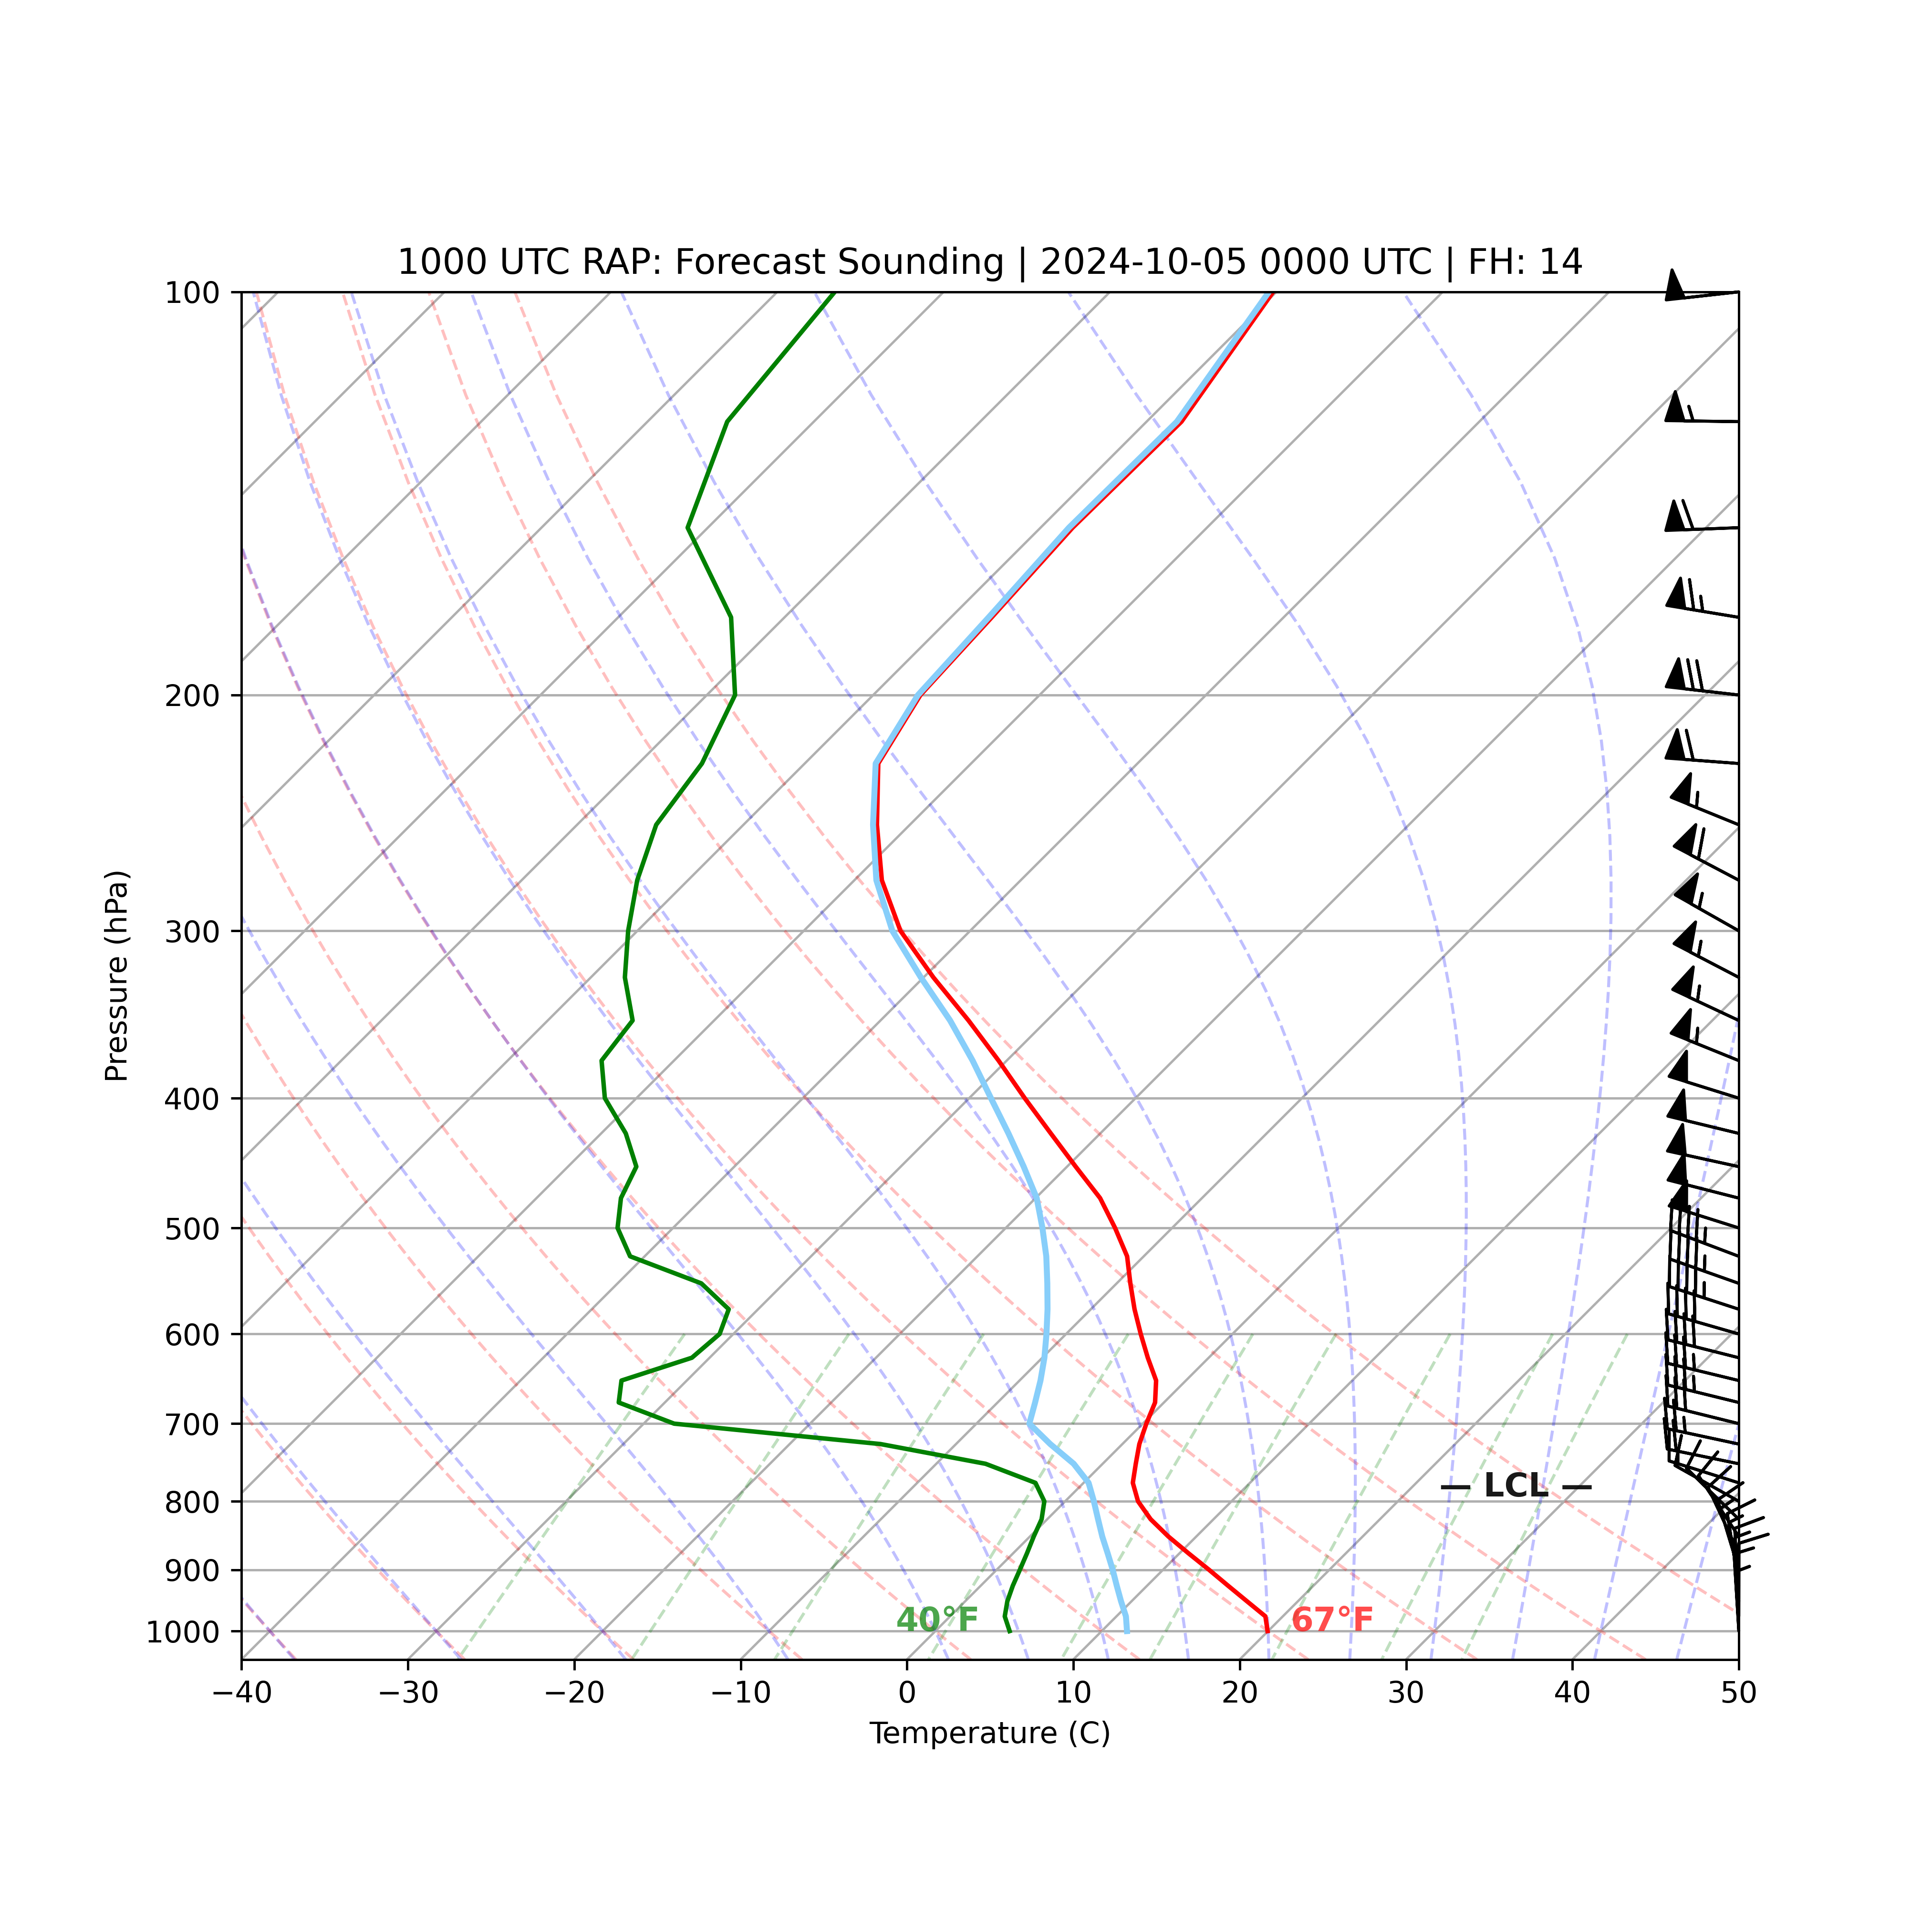 1000 UTC RAP: Forecast Sounding | 2024-10-05 0000 UTC | FH: 14
100
200
300
400
500
600
700
800
900
1000
Pressure (hPa)
— LCL —
40°F
67°F
−40 −30 −20 −10 0 10 20 30 40 50
Temperature (C)